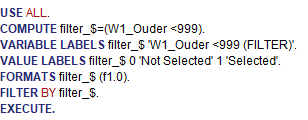 USE ALL.
COMPUTE filter_$=(W1_Ouder <999).
VARIABLE LABELS filter_$ 'W1_Ouder <999 (FILTER)'.
VALUE LABELS filter_$ 0 'Not Selected' 1 'Selected'.
FORMATS filter_$ (f1.0).
FILTER BY filter_$.
EXECUTE.